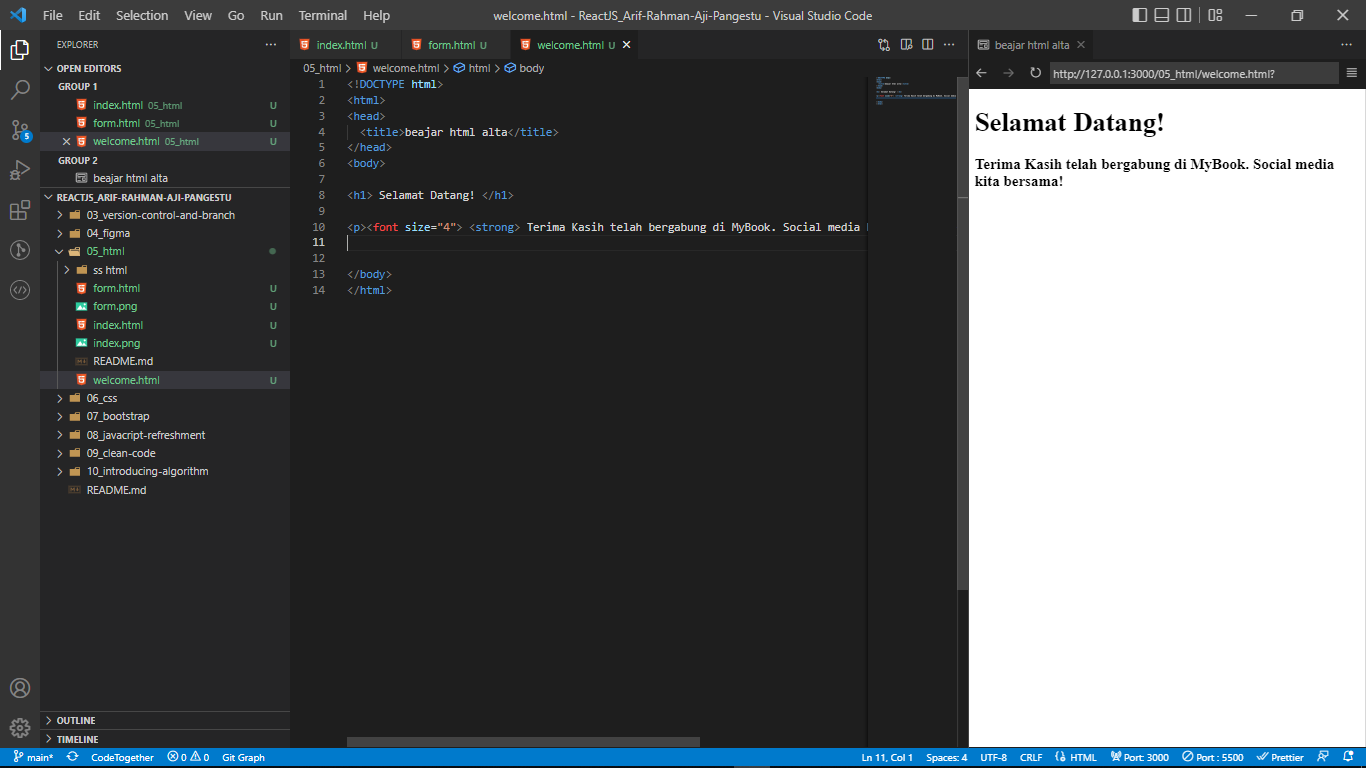 File Edit Selection View Go Run Terminal Help
welcome.html - ReactJS_Arif-Rahman-Aji-Pangestu - Visual Studio Code
EXPLORER
OPEN EDITORS
GROUP 1
index.html 05_html U
form.html 05_html U
welcome.html 05_html U
GROUP 2
beajar html alta
REACTJS_ARIF-RAHMAN-AJI-PANGESTU
03_version-control-and-branch
04_figma
05_html
ss html
form.html U
form.png U
index.html U
index.png U
README.md
welcome.html U
06_css
07_bootstrap
08_javacript-refreshment
09_clean-code
10_introducing-algorithm
README.md
OUTLINE
TIMELINE
5
index.html U form.html U welcome.html U
05_html > welcome.html > html > body
1 <!DOCTYPE html>
2 <html>
3 <head>
4 <title>beajar html alta</title>
5 </head>
6 <body>
7
8 <h1> Selamat Datang! </h1>
9
10 <p><font size="4"> <strong> Terima Kasih telah bergabung di MyBook. Social media
11
12
13 </body>
14 </html>
beajar html alta
http://127.0.0.1:3000/05_html/welcome.html?
Selamat Datang!
Terima Kasih telah bergabung di MyBook. Social media
kita bersama!
main* CodeTogether 0 0 Git Graph Ln 11, Col 1 Spaces: 4 UTF-8 CRLF HTML Port: 3000 Port : 5500 Prettier